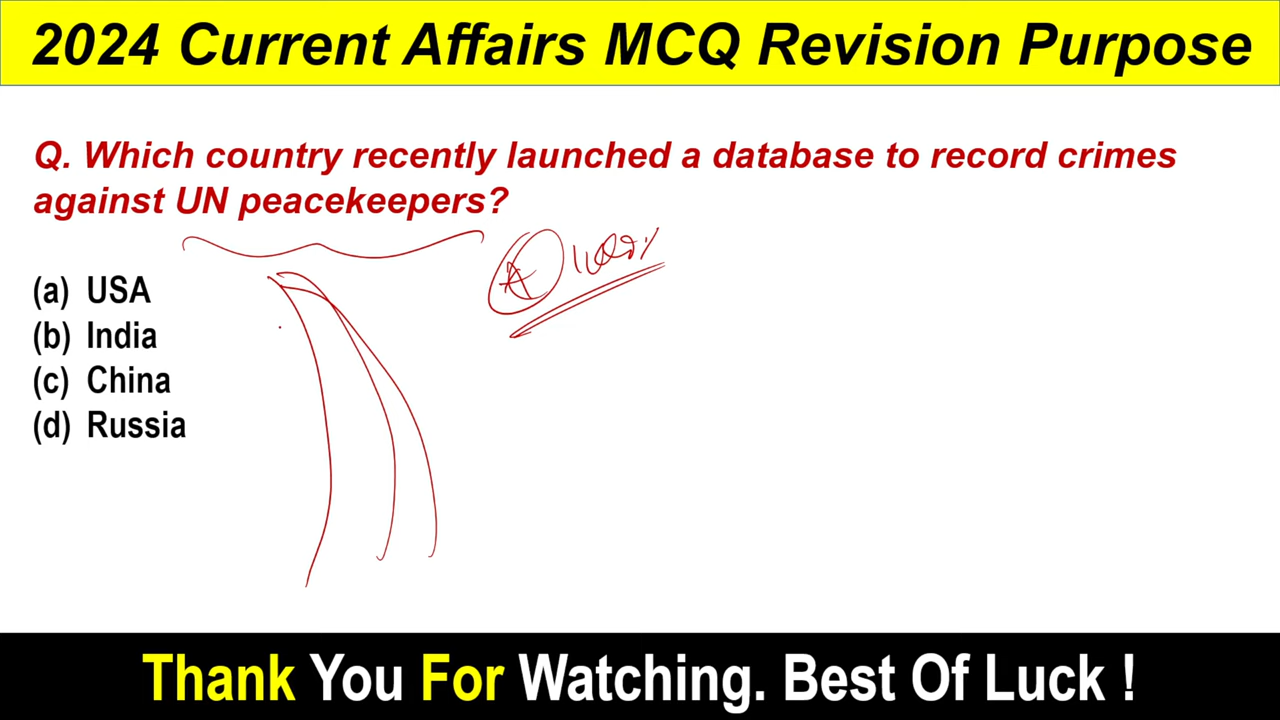 2024 Current Affairs MCQ Revision Purpose
Q. Which country recently launched a database to record crimes
against UN peacekeepers?
(a) USA
(b) India
(c) China
(d) Russia
Thank You For Watching. Best Of Luck !